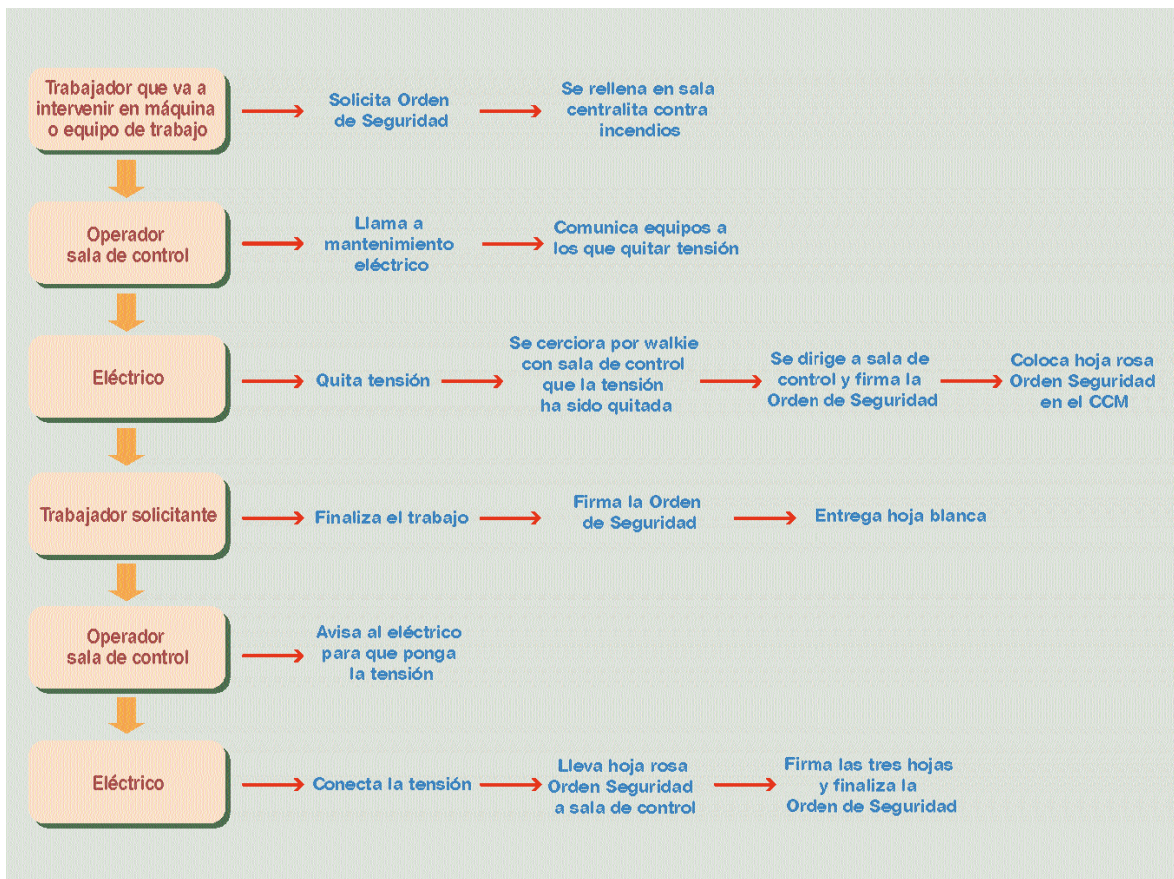 Trabajador que va a
intervenir en máquina
o equipo de trabajo
Solicita Orden
de Seguridad
Se rellena en sala
centralita contra
incendios
Operador
sala de control
Llama a
mantenimiento
eléctrico
Comunica equipos a
los que quitar tensión
Eléctrico
Quita tensión
Se cerciora por walkie
con sala de control
que la tensión
ha sido quitada
Se dirige a sala de
control y firma la
Orden de Seguridad
Coloca hoja rosa
Orden Seguridad
en el CCM
Trabajador solicitante
Finaliza el trabajo
Firma la Orden
de Seguridad
Entrega hoja blanca
Operador
sala de control
Avisa al eléctrico
para que ponga
la tensión
Eléctrico
Conecta la tensión
Lleva hoja rosa
Orden Seguridad
a sala de control
Firma las tres hojas
y finaliza la
Orden de Seguridad